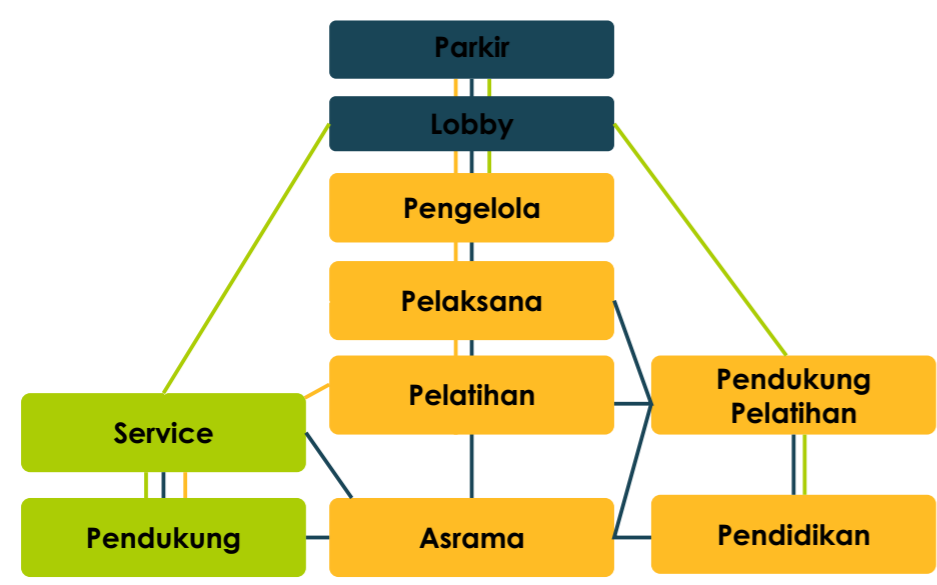 Parkir
Lobby
Pengelola
Pelaksana
Pelatihan
Pendukung
Pelatihan
Service
Pendukung
Asrama
Pendidikan